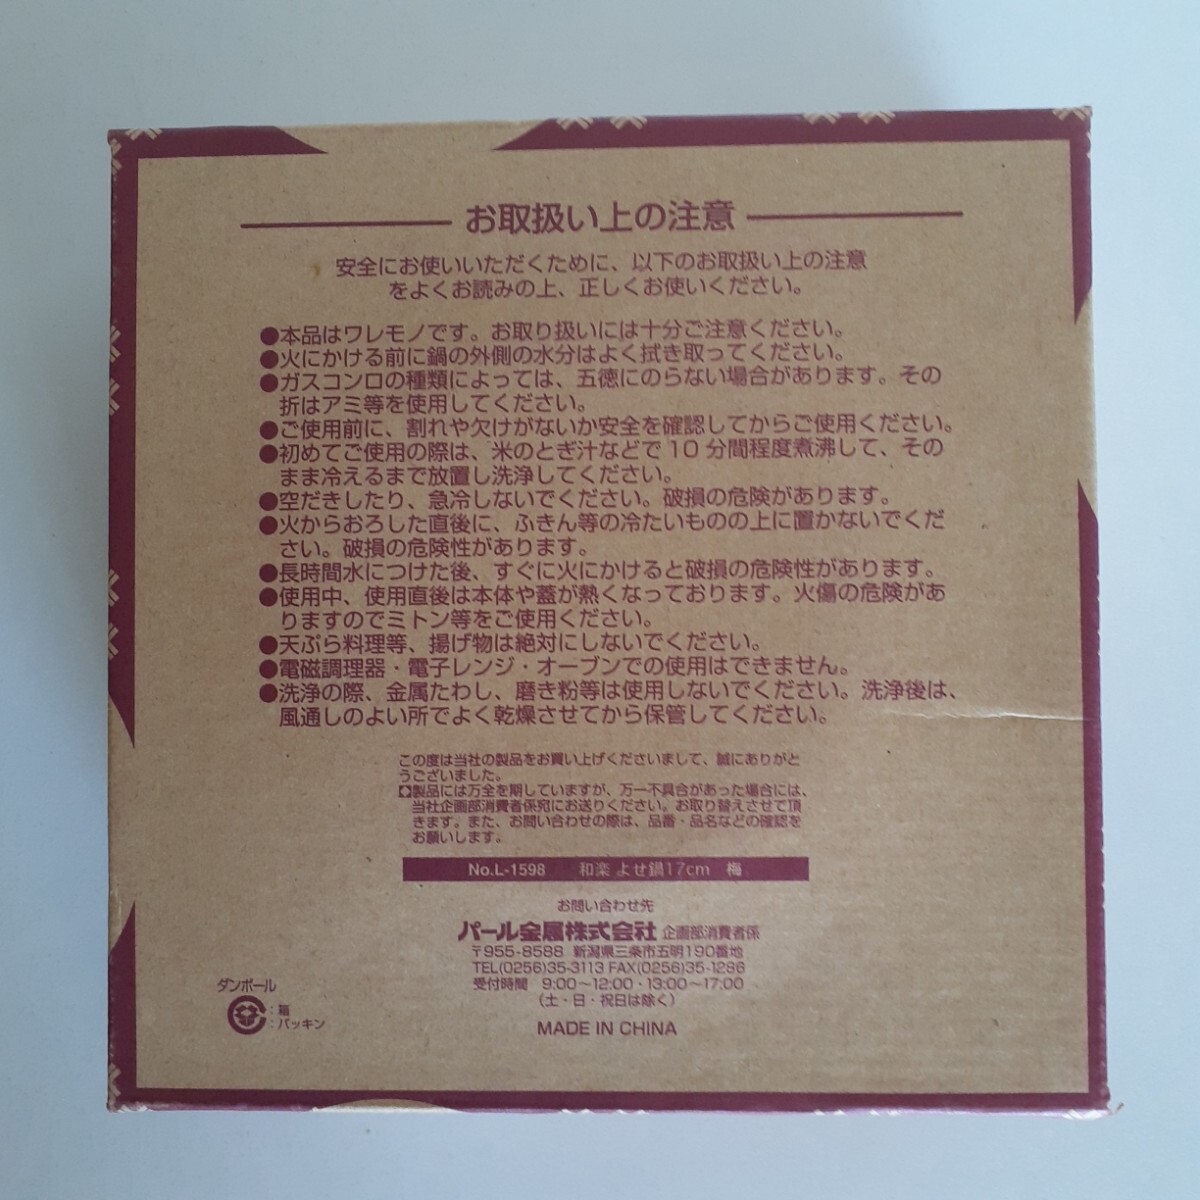 お取扱い上の注意
安全にお使いいただくために、以下のお取扱い上の注意
をよくお読みの上、正しくお使いください。
●本品はワレモノです。お取り扱いには十分ご注意ください。
●火にかける前に鍋の外側の水分はよく拭き取ってください。
●ガスコンロの種類によっては、五徳にのらない場合があります。その
折はアミ等を使用してください。
●ご使用前に、割れや欠けがないか安全を確認してからご使用ください。
●初めてご使用の際は、米のとぎ汁などで10分間程度煮沸して、その
まま冷えるまで放置し洗浄してください。
●空だきしたり、急冷しないでください。破損の危険があります。
●火からおろした直後に、ふきん等の冷たいものの上に置かないでくだ
さい。破損の危険性があります。
●長時間水につけた後、すぐに火にかけると破損の危険性があります。
●使用中、使用直後は本体や蓋が熱くなっております。火傷の危険があ
りますのでミトン等をご使用ください。
●天ぷら料理等、揚げ物は絶対にしないでください。
●電磁調理器・電子レンジ・オーブンでの使用はできません。
●洗浄の際、金属たわし、磨き粉等は使用しないでください。洗浄後は、
風通しのよい所でよく乾燥させてから保管してください。
この度は当社の製品をお買い上げくださいまして、誠にありがと
うございました。
製品には万全を期していますが、万一不具合があった場合には、
当社企画部消費者係宛にお送りください。お取り替えさせて頂
きます。また、お問い合わせの際は、品番・品名などの確認を
お願いします。
No.L-1598 和楽 よせ鍋17cm 梅
お問い合わせ先
パール金属株式会社 企画部消費者係
〒955-8588 新潟県三条市五明190番地
TEL(0256)35-3113 FAX(0256)35-1286
受付時間 9:00〜12:00・13:00〜17:00
(土・日・祝日は除く)
MADE IN CHINA
ダンボール
:箱
:パッキン